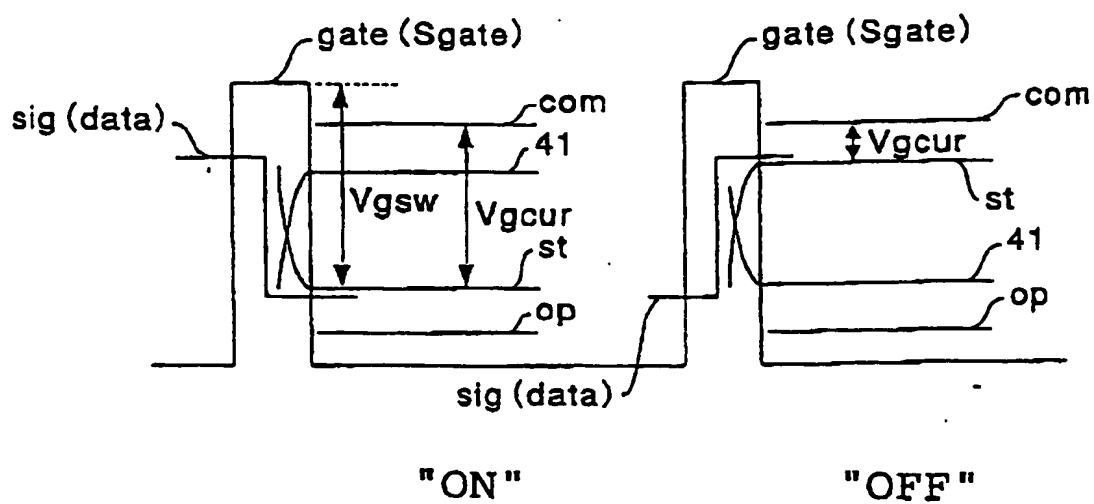 gate (Sgate)
gate (Sgate)
com
com
sig (data)
41
Vgcur
Vgsw
Vgcur
st
st
41
op
op
sig (data)
"ON"
"OFF"